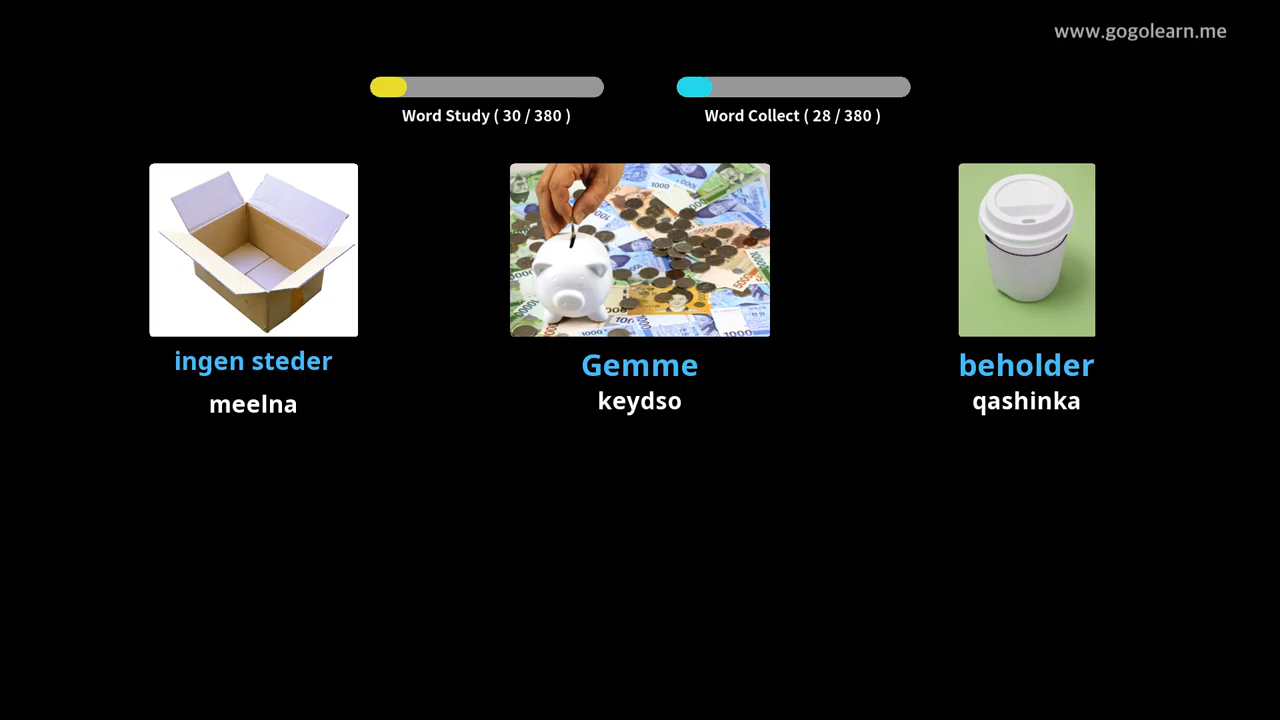 www.gogolearn.me
Word Study ( 30 / 380 )
Word Collect ( 28 / 380 )
ingen steder
meelna
Gemme
keydso
beholder
qashinka